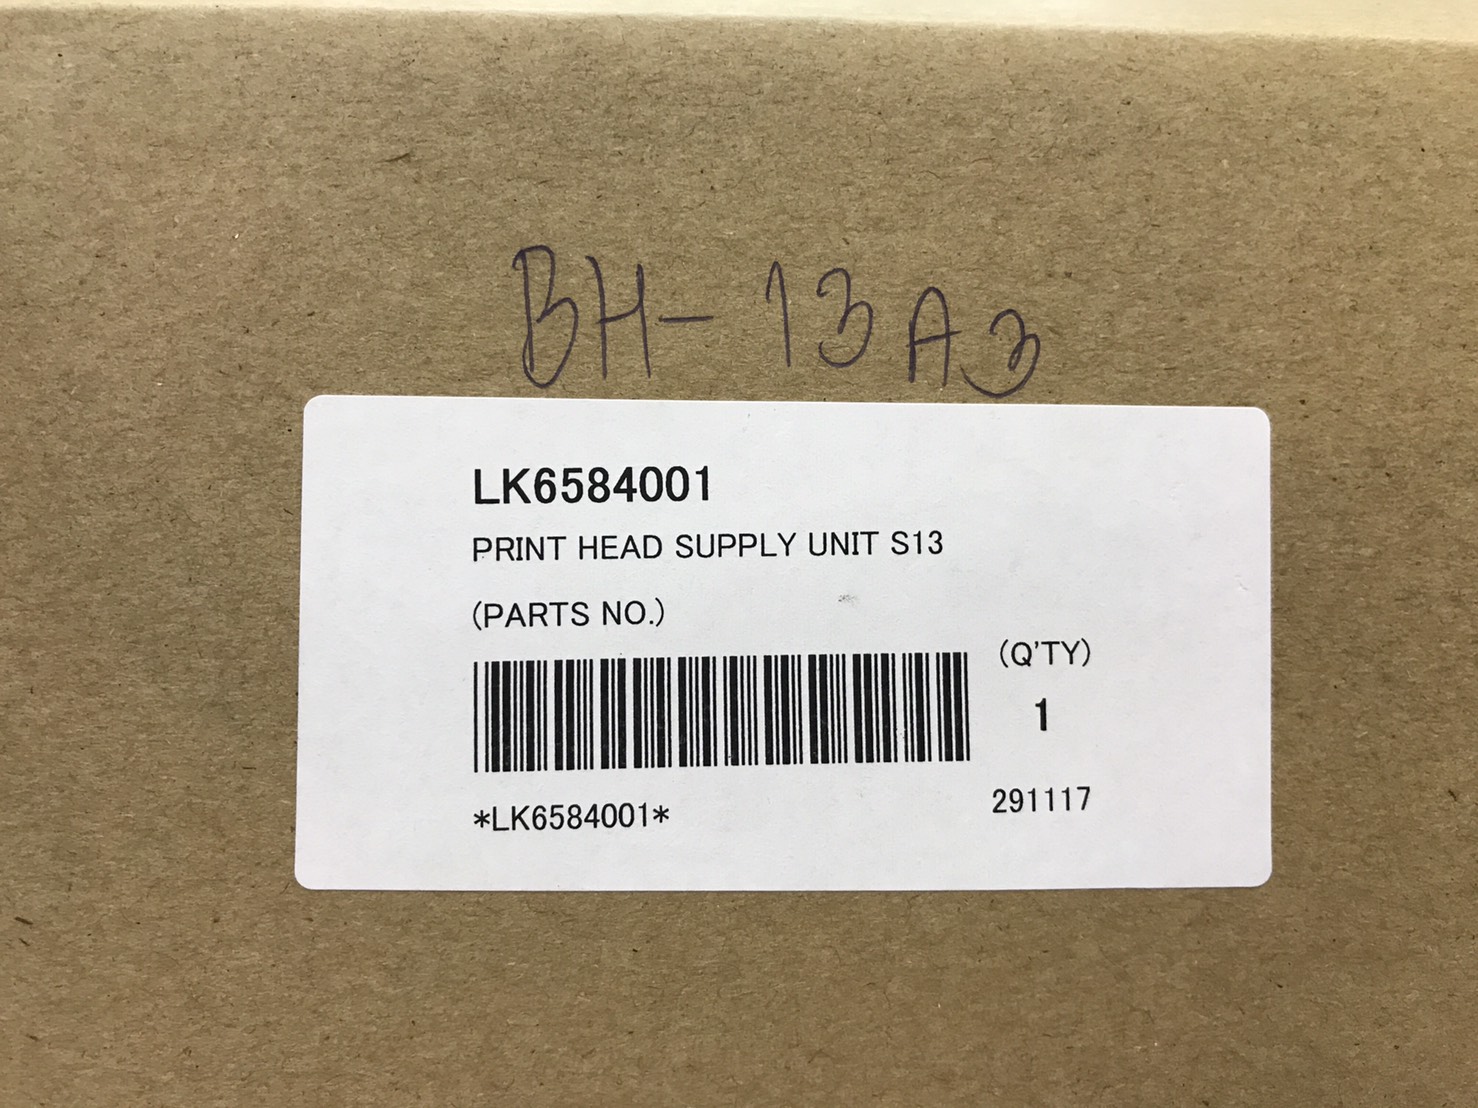 BH-13A3
LK6584001
PRINT HEAD SUPPLY UNIT S13
(PARTS NO.)
(Q'TY)
1
*LK6584001*
291117